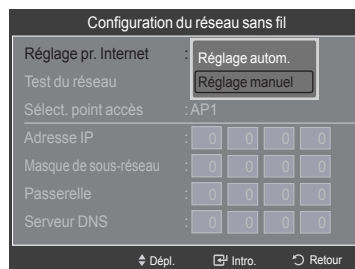 Configuration du réseau sans fil
Réglage pr. Internet : Réglage autom.
Réglage manuel
Test du réseau
Sélect. point accès : AP1
Adresse IP : 0 0 0 0
Masque de sous-réseau : 0 0 0 0
Passerelle : 0 0 0 0
Serveur DNS : 0 0 0 0
Dépl. Intro. Retour